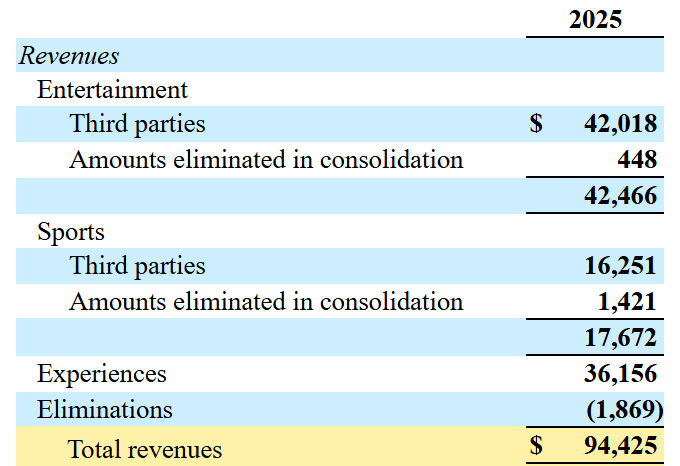 2025
Revenues
Entertainment
Third parties $ 42,018
Amounts eliminated in consolidation 448
42,466
Sports
Third parties 16,251
Amounts eliminated in consolidation 1,421
17,672
Experiences 36,156
Eliminations (1,869)
Total revenues $ 94,425